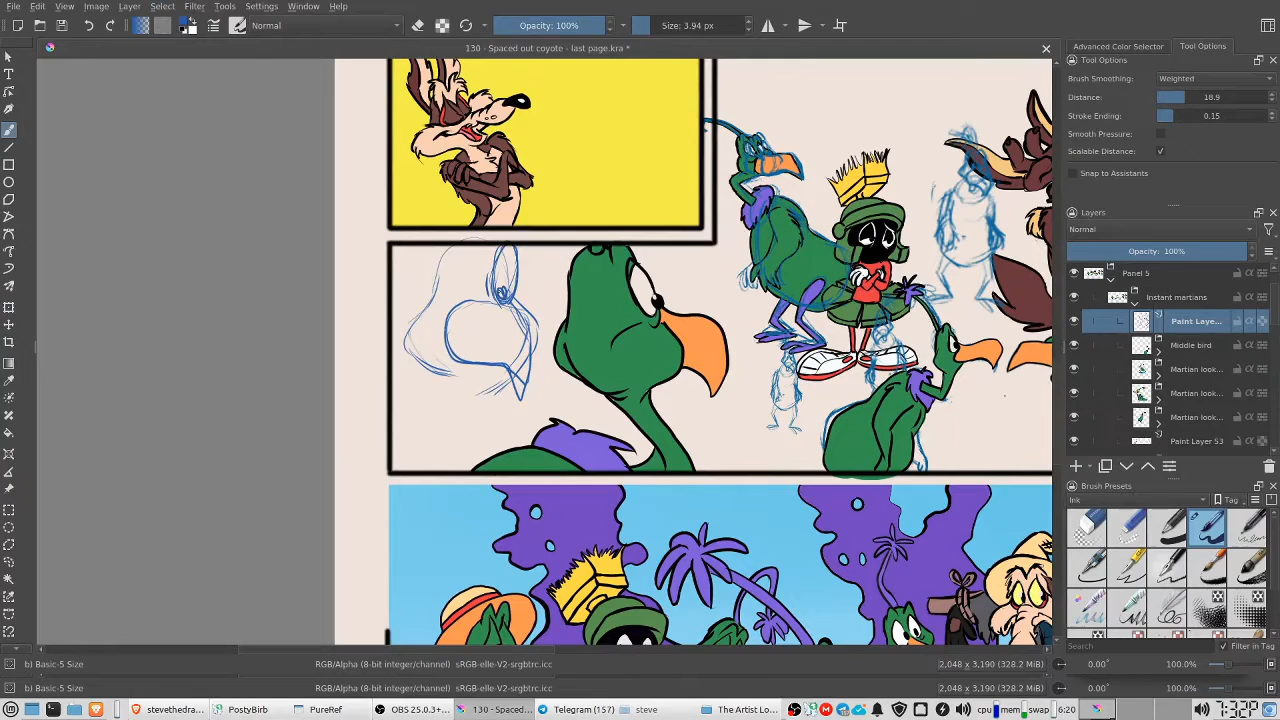 File Edit View Image Layer Select Filter Tools Settings Window Help
Normal Opacity: 100% Size: 3.94 px
130 - Spaced out coyote - last page.kra *
Advanced Color Selector Tool Options
Tool Options
Brush Smoothing: Weighted
Distance: 18.9
Stroke Ending: 0.15
Smooth Pressure:
Scalable Distance:
Snap to Assistants
Layers
Normal
Opacity: 100%
Panel 5
Instant martians
Paint Laye...
Middle bird
Martian look...
Martian look...
Martian look...
Paint Layer 53
Brush Presets
Ink Tag
Search Filter in Tag
b) Basic-5 Size RGB/Alpha (8-bit integer/channel) sRGB-elle-V2-srgbtrc.icc 2,048 x 3,190 (328.2 MiB) 0.00° 100.0%
b) Basic-5 Size RGB/Alpha (8-bit integer/channel) sRGB-elle-V2-srgbtrc.icc 2,048 x 3,190 (328.2 MiB) 0.00° 100.0%
stevethedra... PostyBirb PureRef OBS 25.0.3+... 130 - Spaced... Telegram (157) steve The Artist Lo... cpu mem swap 6:20